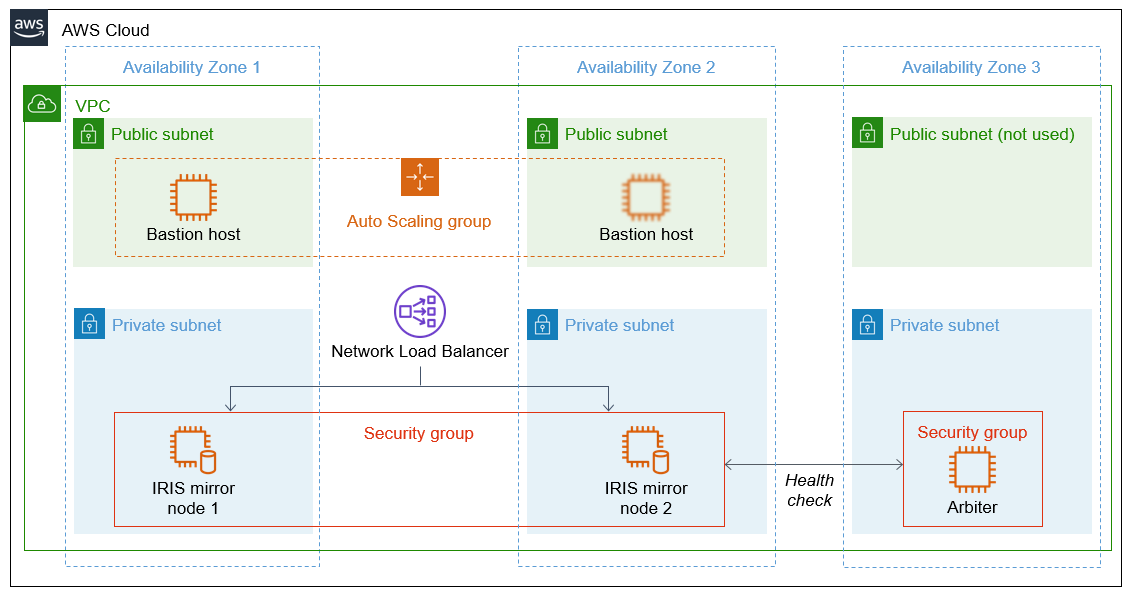 aws
AWS Cloud
Availability Zone 1
Availability Zone 2
Availability Zone 3
VPC
Public subnet
Public subnet
Public subnet (not used)
Auto Scaling group
Bastion host
Bastion host
Private subnet
Private subnet
Private subnet
Network Load Balancer
Security group
Security group
IRIS mirror
node 1
IRIS mirror
node 2
Health
check
Arbiter